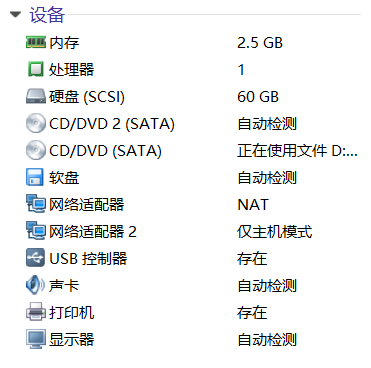 设备
内存 2.5 GB
处理器 1
硬盘 (SCSI) 60 GB
CD/DVD 2 (SATA) 自动检测
CD/DVD (SATA) 正在使用文件 D:...
软盘 自动检测
网络适配器 NAT
网络适配器 2 仅主机模式
USB 控制器 存在
声卡 自动检测
打印机 存在
显示器 自动检测